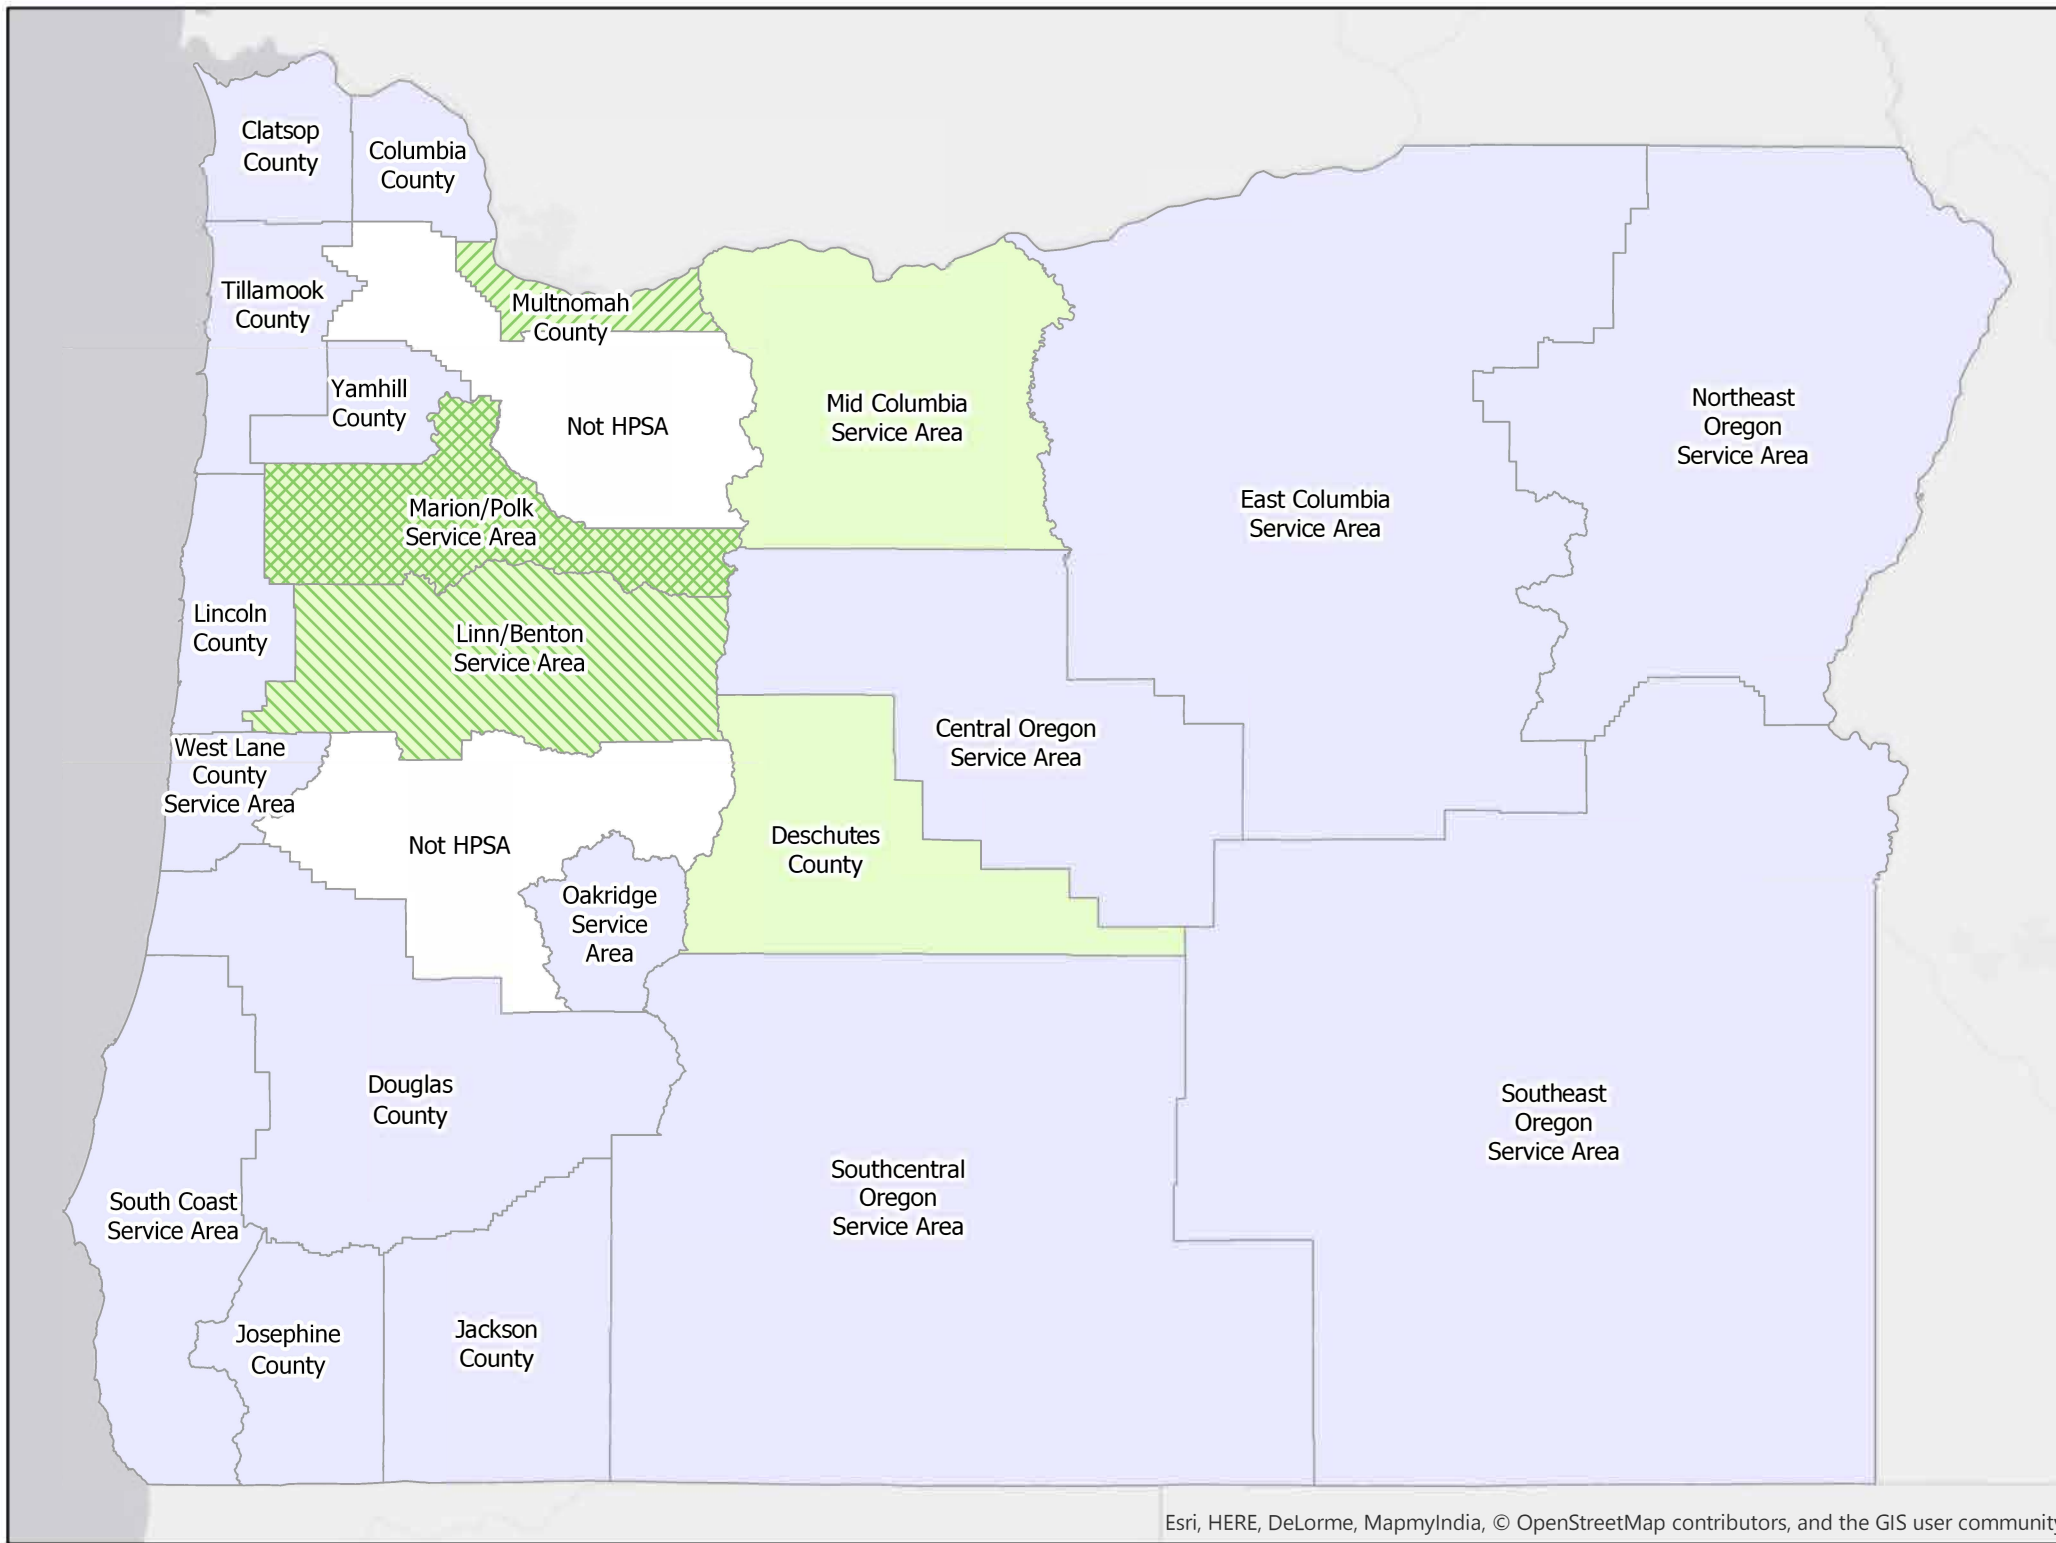 Clatsop
County
Columbia
County
Tillamook
County
Multnomah
County
Yamhill
County
Not HPSA
Mid Columbia
Service Area
Northeast
Oregon
Service Area
East Columbia
Service Area
Marion/Polk
Service Area
Lincoln
County
Linn/Benton
Service Area
West Lane
County
Service Area
Central Oregon
Service Area
Not HPSA
Deschutes
County
Oakridge
Service
Area
Douglas
County
Southeast
Oregon
Service Area
Southcentral
Oregon
Service Area
South Coast
Service Area
Josephine
County
Jackson
County
Esri, HERE, DeLorme, MapmyIndia, © OpenStreetMap contributors, and the GIS user community